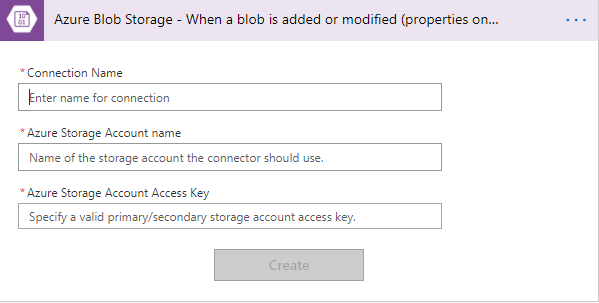 10
01
Azure Blob Storage - When a blob is added or modified (properties on...
* Connection Name
Enter name for connection
* Azure Storage Account name
Name of the storage account the connector should use.
* Azure Storage Account Access Key
Specify a valid primary/secondary storage account access key.
Create